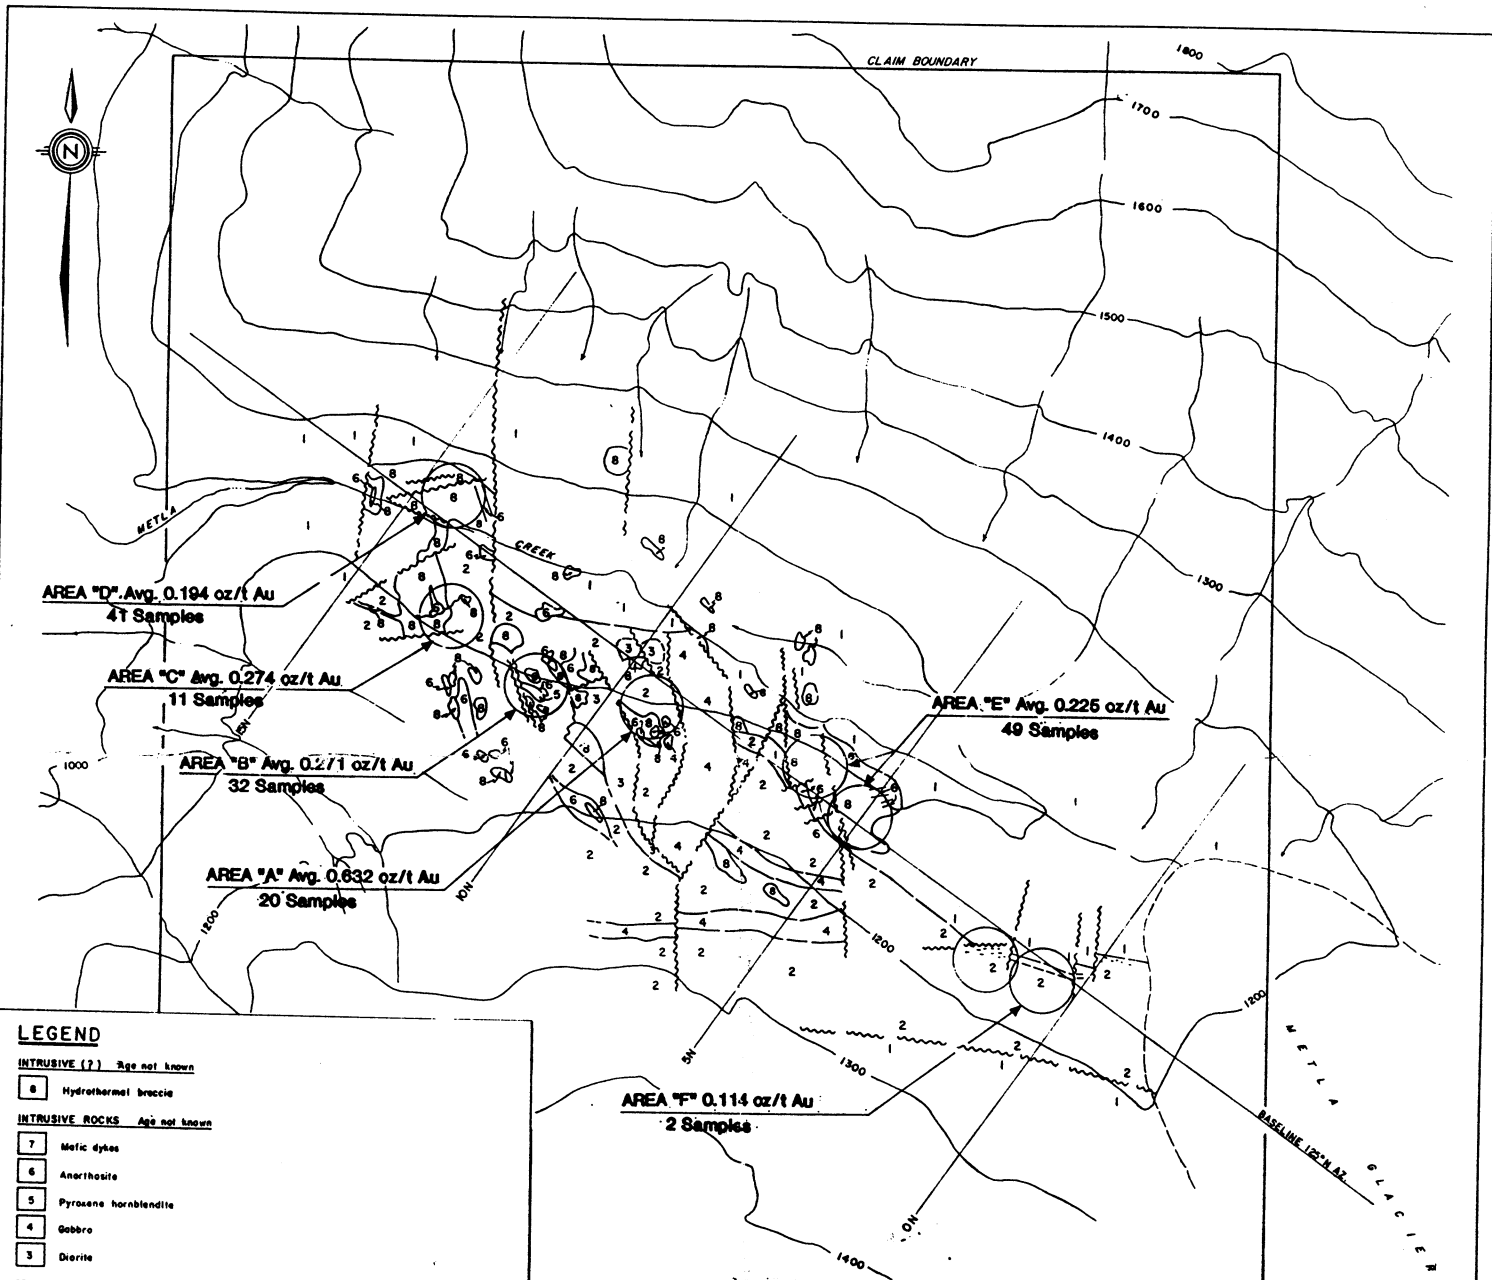 CLAIM BOUNDARY
1800
1700
N
1600
1500
1400
METLA
CREEK
1300
AREA "D" Avg. 0.194 oz/t Au
41 Samples
AREA "C" Avg. 0.274 oz/t Au
11 Samples
15N
AREA "E" Avg. 0.225 oz/t Au
49 Samples
1000
AREA "B" Avg. 0.271 oz/t Au
32 Samples
AREA "A" Avg. 0.632 oz/t Au
20 Samples
10N
1200
1200
1200
METLA GLACIER
5N
1300
AREA "F" 0.114 oz/t Au
2 Samples
BASELINE 125° N AZ.
0N
1400
LEGEND
INTRUSIVE (?) Age not known
8 Hydrothermal breccia
INTRUSIVE ROCKS Age not known
7 Mafic dykes
6 Anorthosite
5 Pyroxene hornblendite
4 Gabbro
3 Diorite